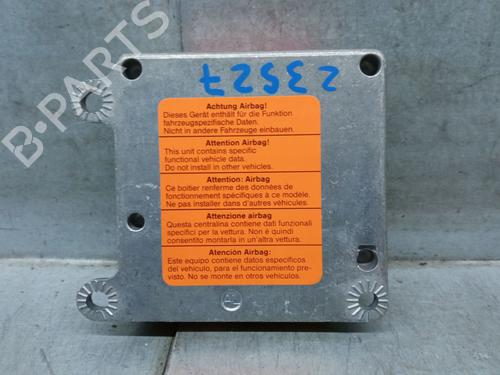 B-PARTS
23527
Achtung Airbag!
Dieses Gerät enthält für die Funktion
fahrzeugspezifische Daten.
Nicht in andere Fahrzeuge einbauen.
Attention Airbag!
This unit contains specific
functional vehicle data.
Do not install in other vehicles.
Attention: Airbag
Ce boitier renferme des données de
fonctionnement spécifiques à ce modèle.
Ne pas installer dans d'autres véhicules.
Attenzione airbag
Questa centralina contiene dati funzionali
specifici per la vettura. Non è quindi
consentito montarla in un'altra vettura.
Atención Airbag:
Este equipo contiene datos especificos
del vehiculo, para el funcionamiento pre-
visto. No se monte en otros vehiculos.